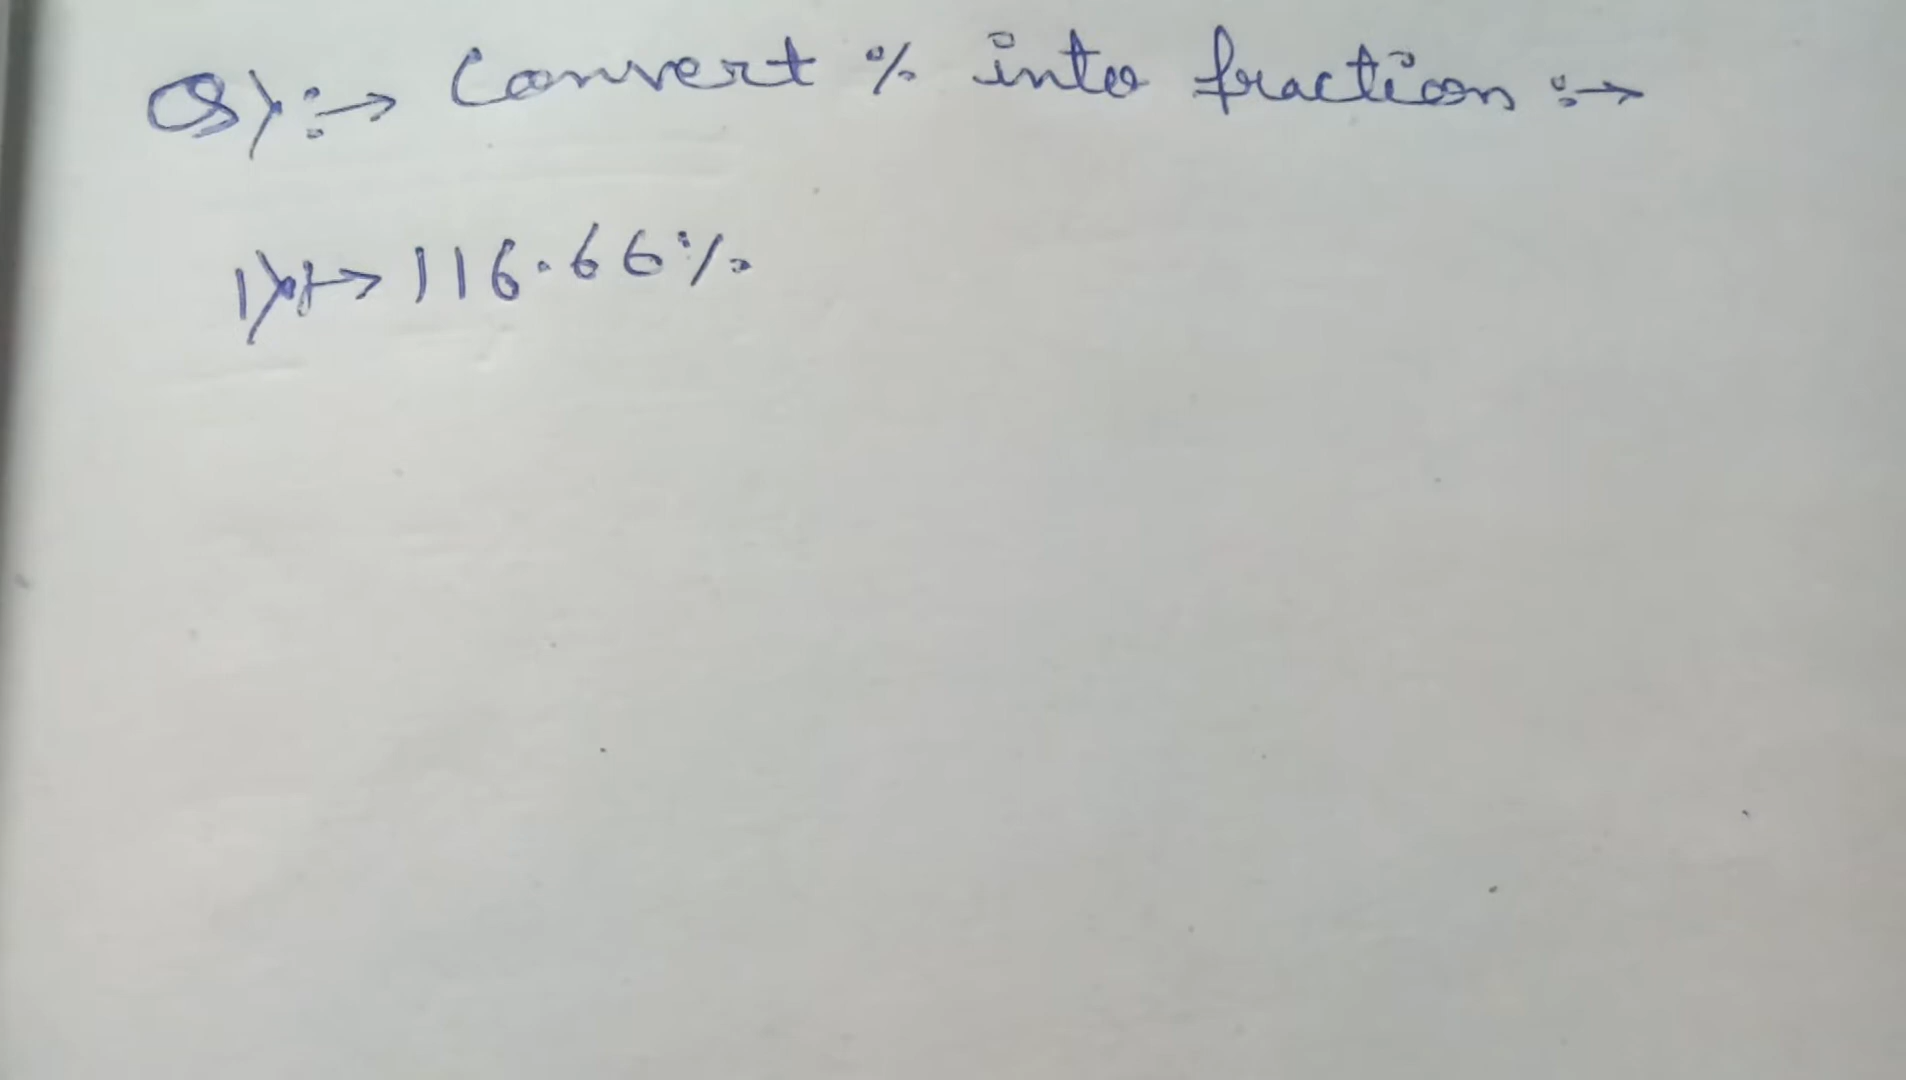 Q):→ Convert % into fraction :→
1):→ 116.66%